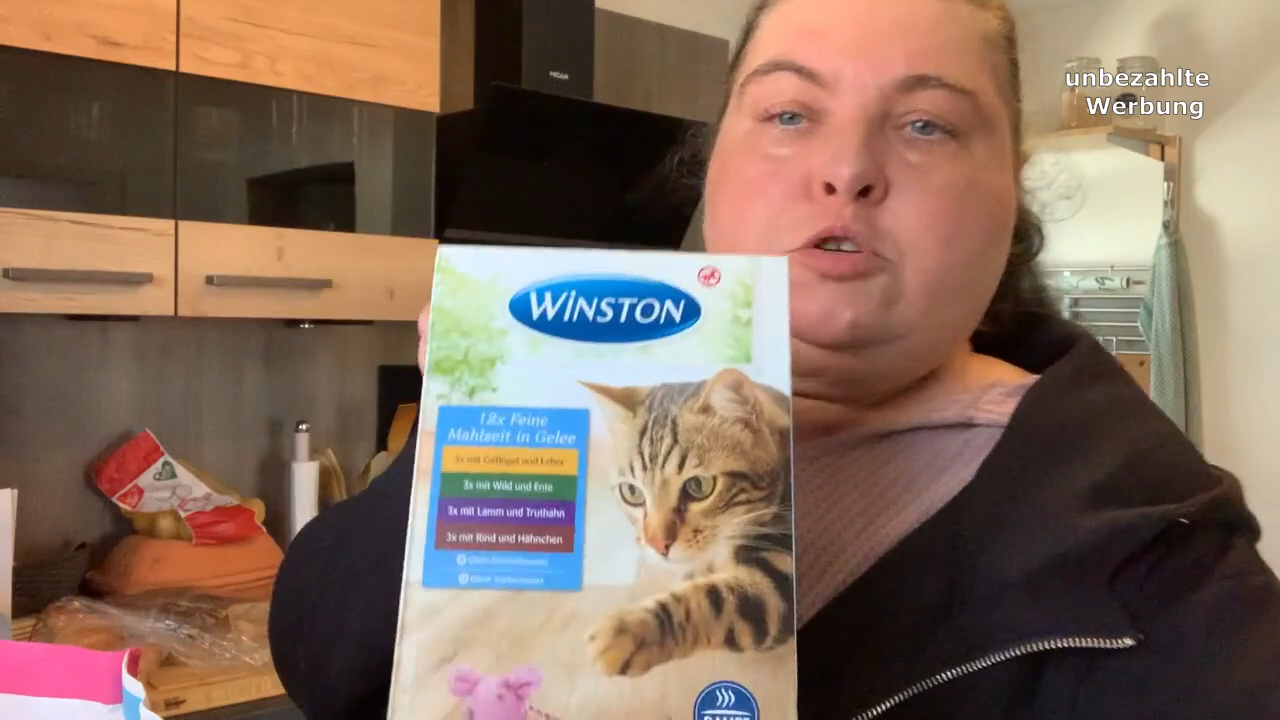 unbezahlte
Werbung
WINSTON
12x Feine
Mahlzeit in Gelee
3x mit Geflügel und Leber
3x mit Wild und Ente
3x mit Lamm und Truthahn
3x mit Rind und Hähnchen